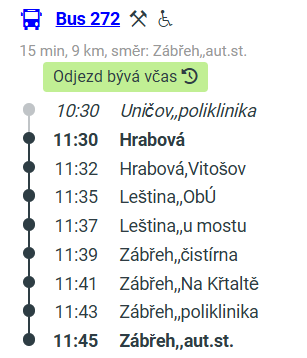 Bus 272
15 min, 9 km, směr: Zábřeh,,aut.st.
Odjezd bývá včas
10:30 Uničov,,poliklinika
11:30 Hrabová
11:32 Hrabová,Vitošov
11:35 Leština,,ObÚ
11:37 Leština,,u mostu
11:39 Zábřeh,,čistírna
11:41 Zábřeh,,Na Křtaltě
11:43 Zábřeh,,poliklinika
11:45 Zábřeh,,aut.st.